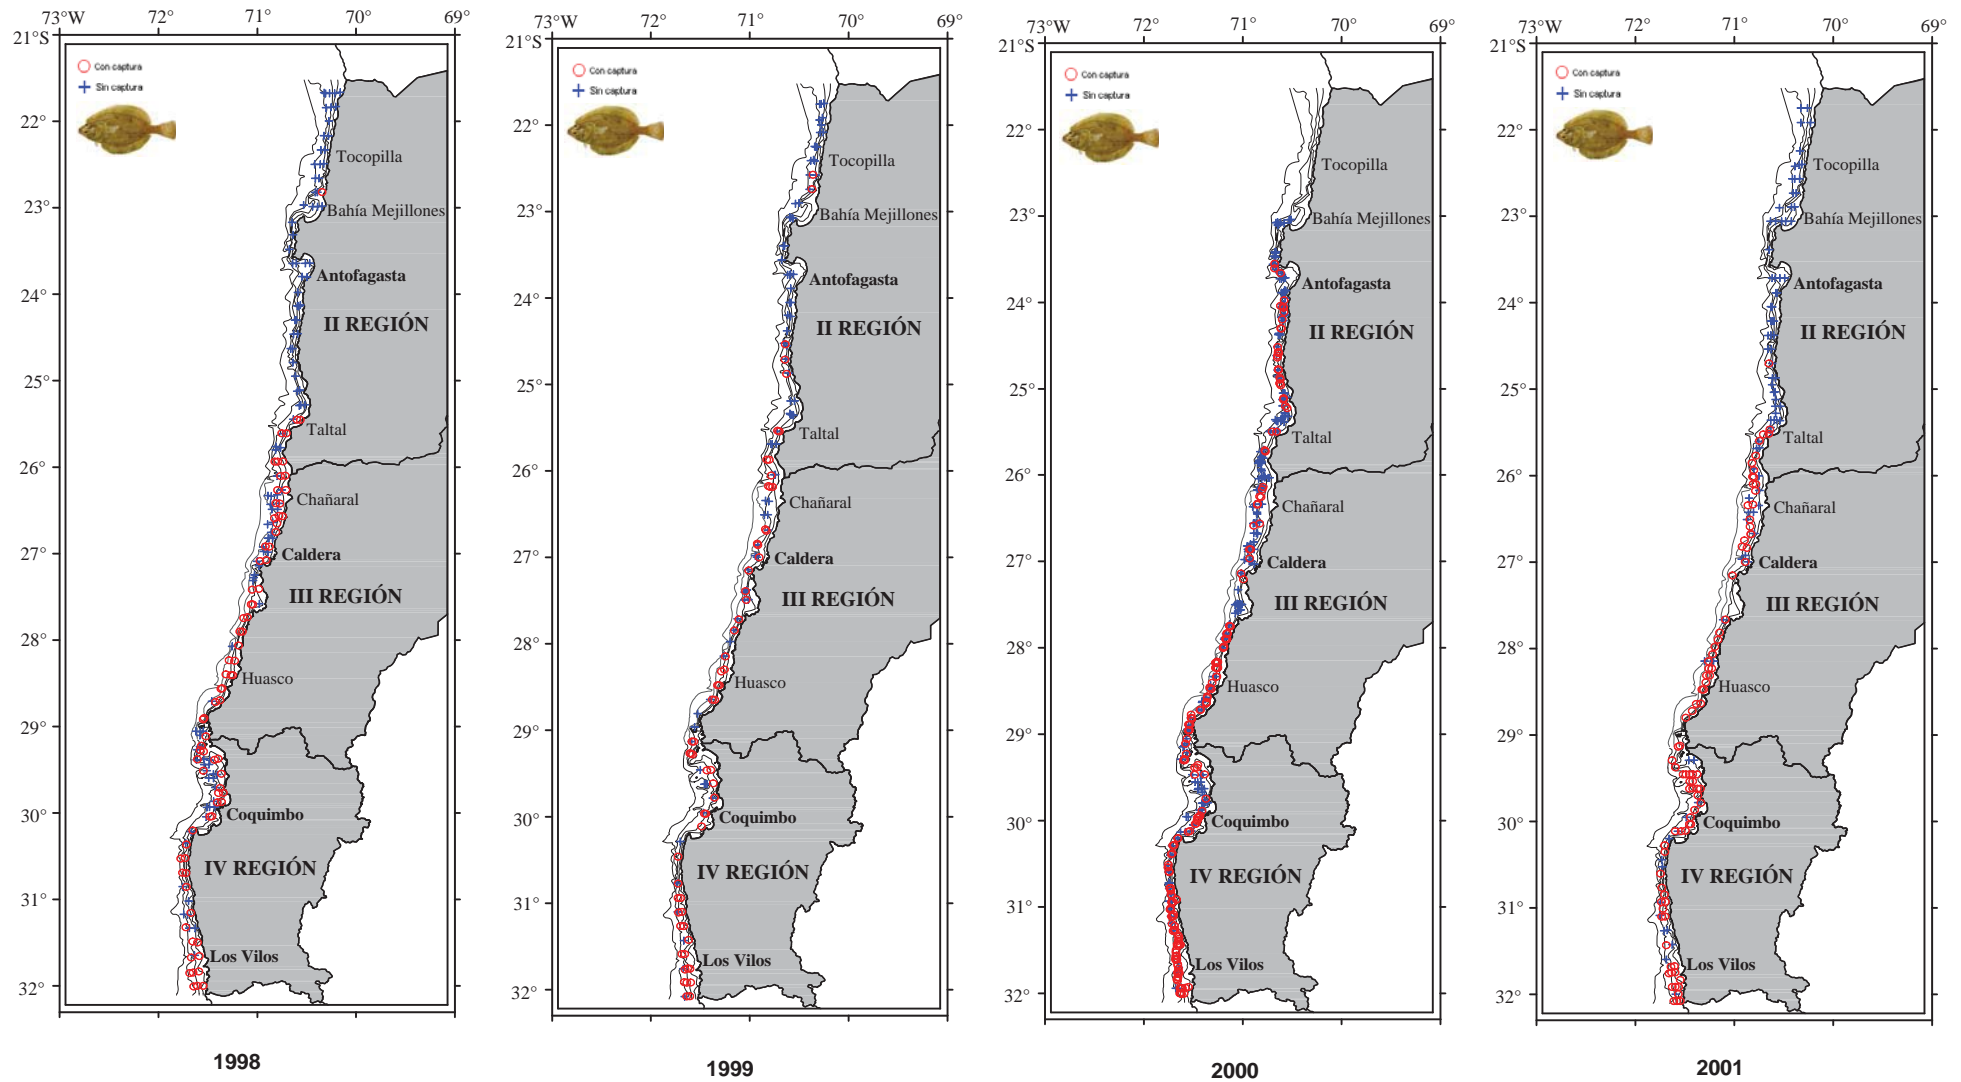 73°W 72° 71° 70° 69°
21°S
Con captura
Sin captura
22°
Tocopilla
23°
Bahía Mejillones
Antofagasta
24°
II REGIÓN
25°
Taltal
26°
Chañaral
27°
Caldera
III REGIÓN
28°
Huasco
29°
30°
Coquimbo
IV REGIÓN
31°
Los Vilos
32°
1998
73°W 72° 71° 70° 69°
21°S
Con captura
Sin captura
22°
Tocopilla
23°
Bahía Mejillones
Antofagasta
24°
II REGIÓN
25°
Taltal
26°
Chañaral
27°
Caldera
III REGIÓN
28°
Huasco
29°
30°
Coquimbo
IV REGIÓN
31°
Los Vilos
32°
1999
73°W 72° 71° 70° 69°
21°S
Con captura
Sin captura
22°
Tocopilla
23°
Bahía Mejillones
Antofagasta
24°
II REGIÓN
25°
Taltal
26°
Chañaral
27°
Caldera
III REGIÓN
28°
Huasco
29°
30°
Coquimbo
IV REGIÓN
31°
Los Vilos
32°
2000
73°W 72° 71° 70° 69°
21°S
Con captura
Sin captura
22°
Tocopilla
23°
Bahía Mejillones
Antofagasta
24°
II REGIÓN
25°
Taltal
26°
Chañaral
27°
Caldera
III REGIÓN
28°
Huasco
29°
30°
Coquimbo
IV REGIÓN
31°
Los Vilos
32°
2001